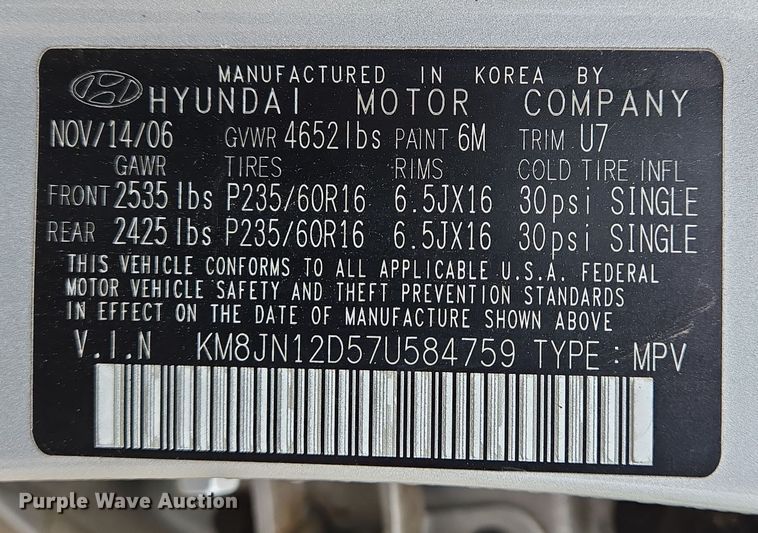 MANUFACTURED IN KOREA BY
HYUNDAI MOTOR COMPANY
NOV/14/06 GVWR 4652lbs PAINT 6M TRIM U7
GAWR TIRES RIMS COLD TIRE INFL
FRONT 2535lbs P235/60R16 6.5JX16 30psi SINGLE
REAR 2425lbs P235/60R16 6.5JX16 30psi SINGLE
THIS VEHICLE CONFORMS TO ALL APPLICABLE U.S.A. FEDERAL
MOTOR VEHICLE SAFETY AND THEFT PREVENTION STANDARDS
IN EFFECT ON THE DATE OF MANUFACTURE SHOWN ABOVE
V.I.N KM8JN12D57U584759 TYPE : MPV
Purple Wave Auction